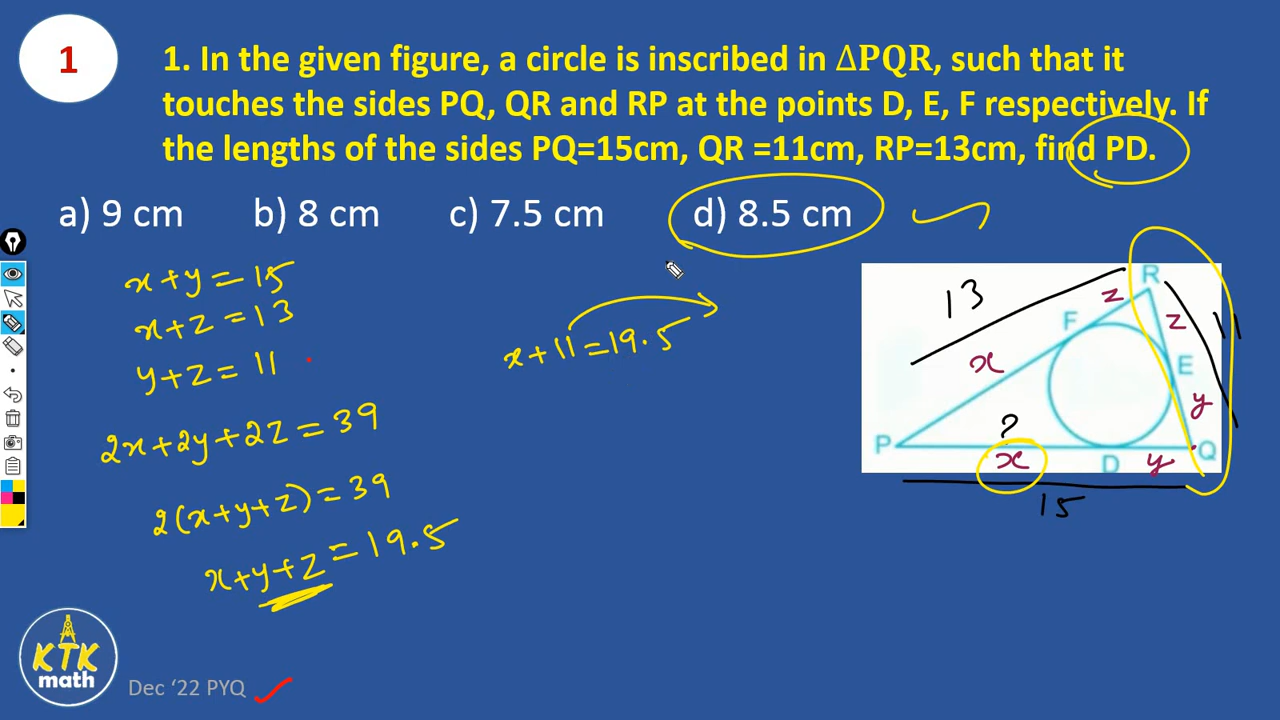 1
1. In the given figure, a circle is inscribed in ΔPQR, such that it
touches the sides PQ, QR and RP at the points D, E, F respectively. If
the lengths of the sides PQ=15cm, QR =11cm, RP=13cm, find PD.
a) 9 cm b) 8 cm c) 7.5 cm d) 8.5 cm
x+y=15
x+z=13
y+z=11
2x+2y+2z=39
2(x+y+z)=39
x+y+z=19.5
x+11=19.5
13
R
z
F
z
11
x
E
y
?
P
Q
x
D
y
15
KTK
math
Dec ‘22 PYQ